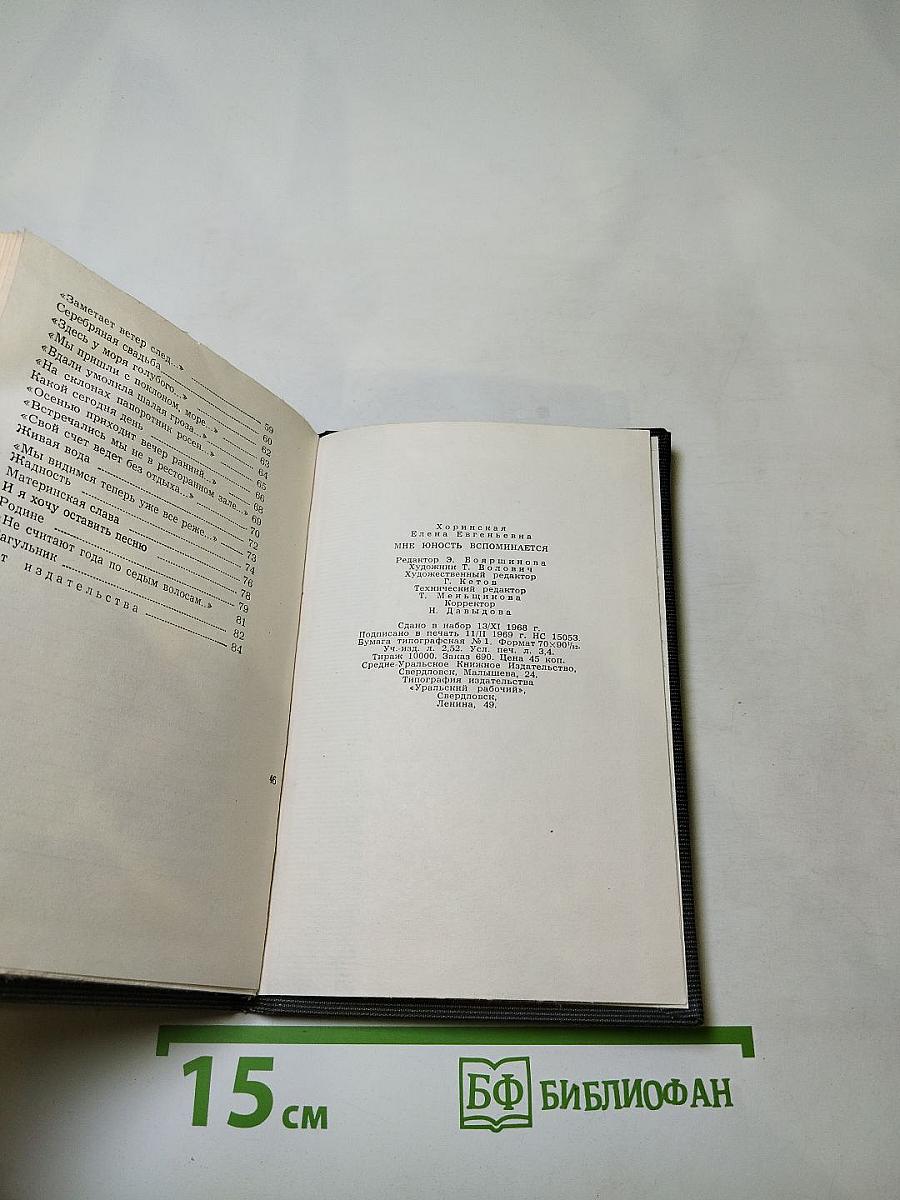 «Заметает ветер след...»
Серебряная свадьба 59
«Здесь у моря голубого...» 60
«Мы пришли с поклоном, море...» 62
«Вдали умолкла шалая гроза...» 63
«На склонах папоротник росен...» 64
Какой сегодня день 65
«Осенью приходит вечер ранний...» 66
«Встречались мы не в ресторанном зале...» 68
«Свой счет ведет без отдыха...» 69
Живая вода 70
«Мы видимся теперь уже все реже...» 72
Жадность 73
Материнская слава 74
И я хочу оставить песню 76
Родине 78
«Не считают года по седым волосам..» 79
агульник 81
т издательства 82
84
46
Хоринская
Елена Евгеньевна
МНЕ ЮНОСТЬ ВСПОМИНАЕТСЯ
Редактор Э. Бояршинова
Художник Т. Волович
Художественный редактор
Г. Кетов
Технический редактор
Т. Меньщикова
Корректор
Н. Давыдова
Сдано в набор 13/XI 1968 г.
Подписано в печать 11/II 1969 г. НС 15053.
Бумага типографская № 1. Формат 70×90 1/32.
Уч.-изд. л. 2,52. Усл. печ. л. 3,4.
Тираж 10000. Заказ 690. Цена 45 коп.
Средне-Уральское Книжное Издательство,
Свердловск, Малышева, 24.
Типография издательства
«Уральский рабочий»,
Свердловск,
Ленина, 49.
15 см
БФ БИБЛИОФАН